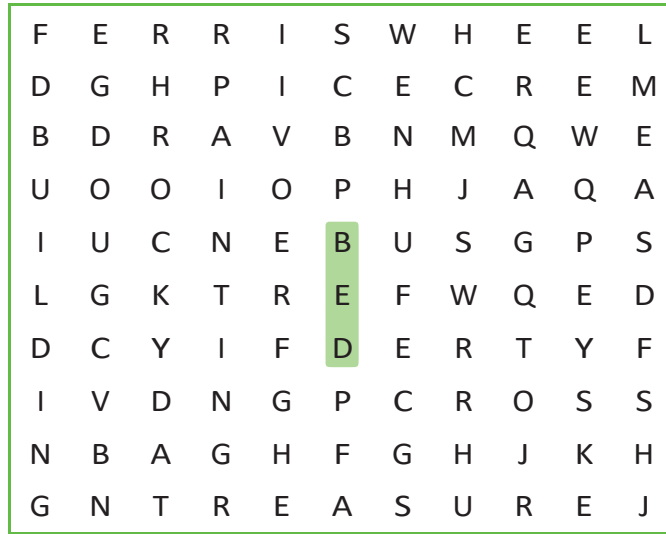 F E R R I S W H E E L
D G H P I C E C R E M
B D R A V B N M Q W E
U O O I O P H J A Q A
I U C N E B U S G P S
L G K T R E F W Q E D
D C Y I F D E R T Y F
I V D N G P C R O S S
N B A G H F G H J K H
G N T R E A S U R E J